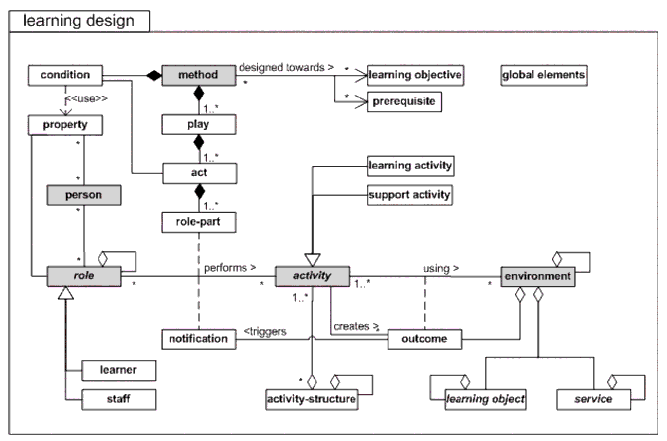 learning design
condition
method
designed towards >
*
*
learning objective
global elements
<<use>>
*
prerequisite
1..*
property
play
*
1..*
learning activity
act
*
support activity
person
1..*
*
role-part
*
role
performs >
activity
using >
environment
*
*
1..*
1..*
*
notification
<triggers
creates >
*
outcome
learner
*
staff
activity-structure
learning object
service